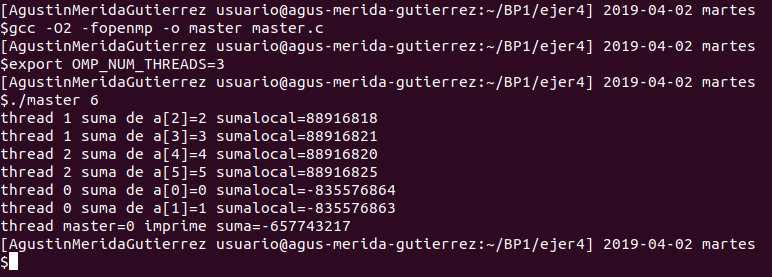 [AgustinMeridaGutierrez usuario@agus-merida-gutierrez:~/BP1/ejer4] 2019-04-02 martes
$gcc -O2 -fopenmp -o master master.c
[AgustinMeridaGutierrez usuario@agus-merida-gutierrez:~/BP1/ejer4] 2019-04-02 martes
$export OMP_NUM_THREADS=3
[AgustinMeridaGutierrez usuario@agus-merida-gutierrez:~/BP1/ejer4] 2019-04-02 martes
$./master 6
thread 1 suma de a[2]=2 sumalocal=88916818
thread 1 suma de a[3]=3 sumalocal=88916821
thread 2 suma de a[4]=4 sumalocal=88916820
thread 2 suma de a[5]=5 sumalocal=88916825
thread 0 suma de a[0]=0 sumalocal=-835576864
thread 0 suma de a[1]=1 sumalocal=-835576863
thread master=0 imprime suma=-657743217
[AgustinMeridaGutierrez usuario@agus-merida-gutierrez:~/BP1/ejer4] 2019-04-02 martes
$